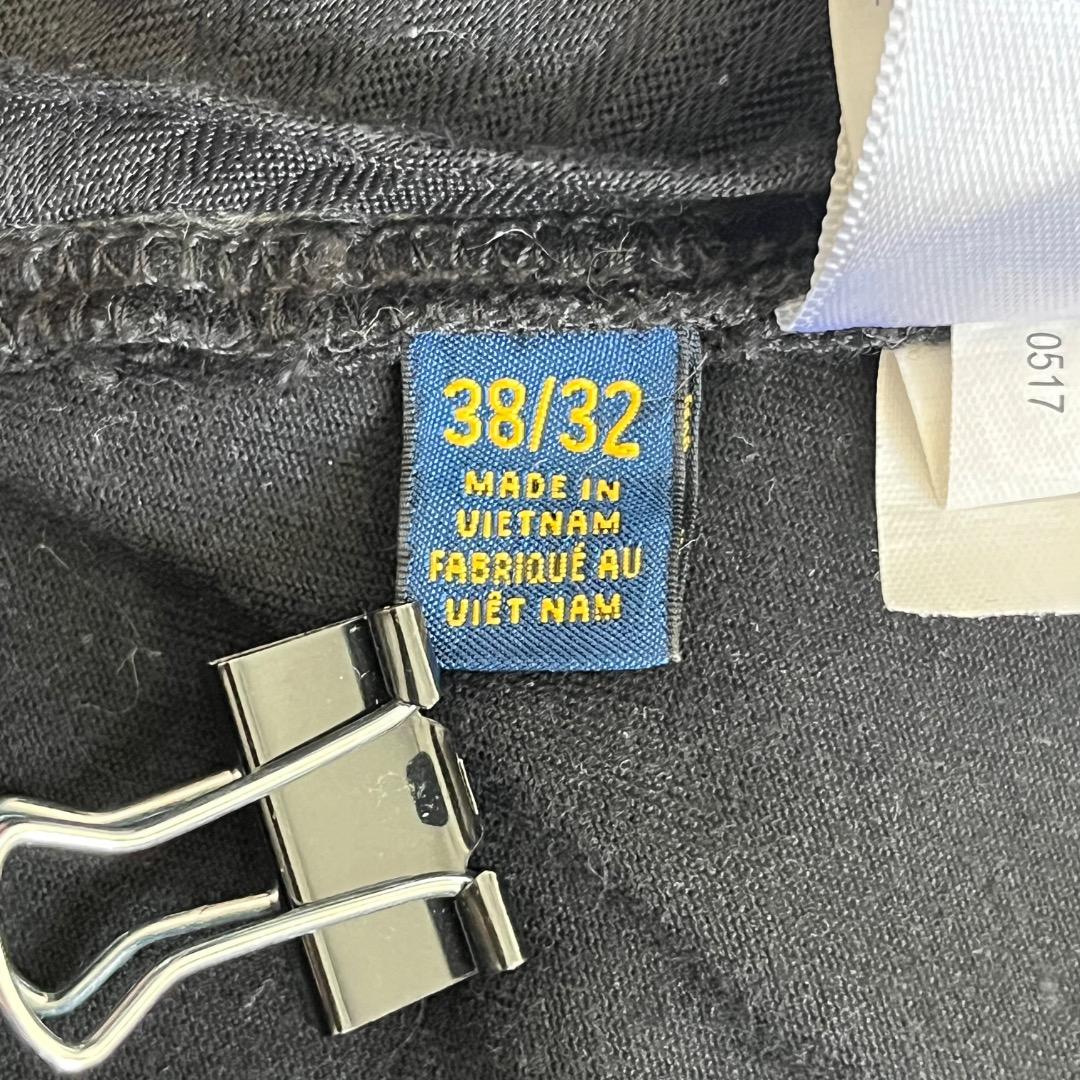 38/32
MADE IN
VIETNAM
FABRIQUÉ AU
VIÊT NAM
0517